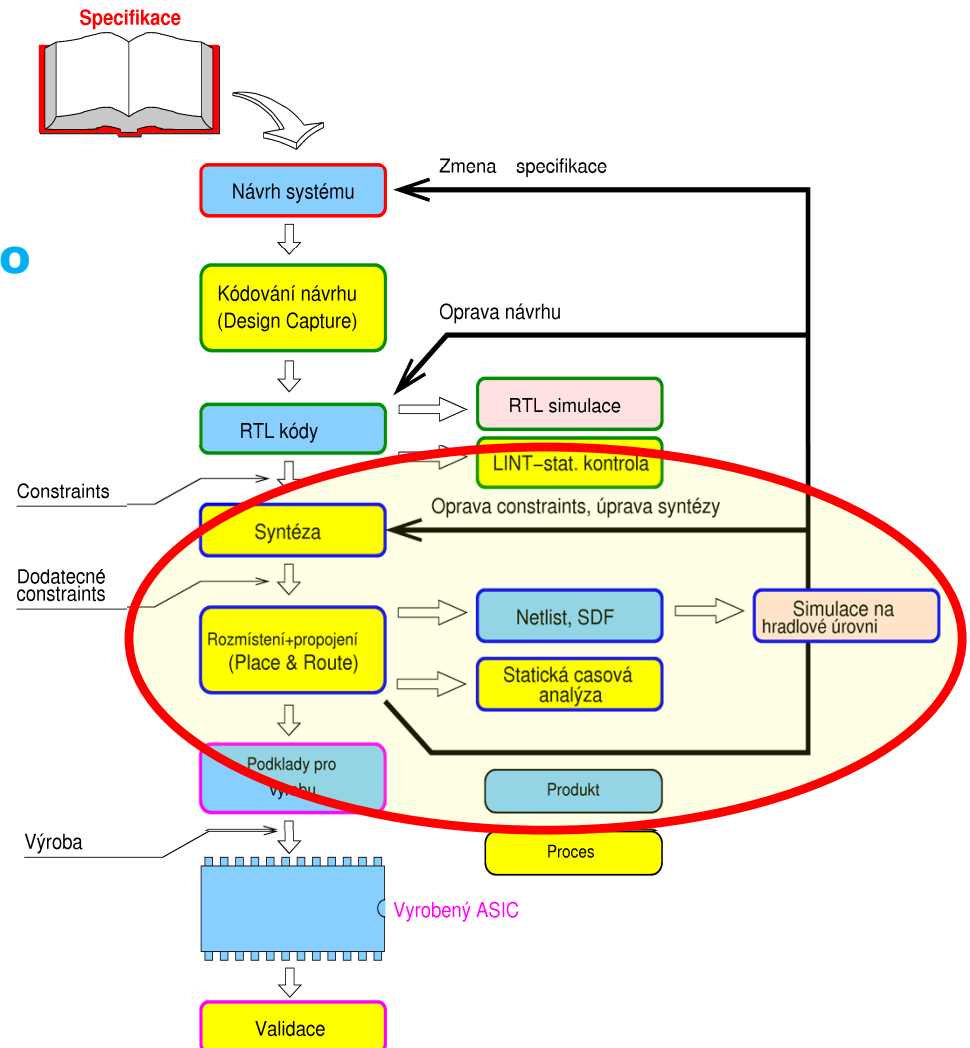 Specifikace
Zmena specifikace
Návrh systému
o
Kódování návrhu
(Design Capture)
Oprava návrhu
RTL simulace
RTL kódy
LINT–stat. kontrola
Constraints
Oprava constraints, úprava syntézy
Syntéza
Dodatecné
constraints
Netlist, SDF
Simulace na
hradlové úrovni
Rozmístení+propojení
(Place & Route)
Statická casová
analýza
Podklady pro
výrobu
Produkt
Výroba
Proces
Vyrobený ASIC
Validace